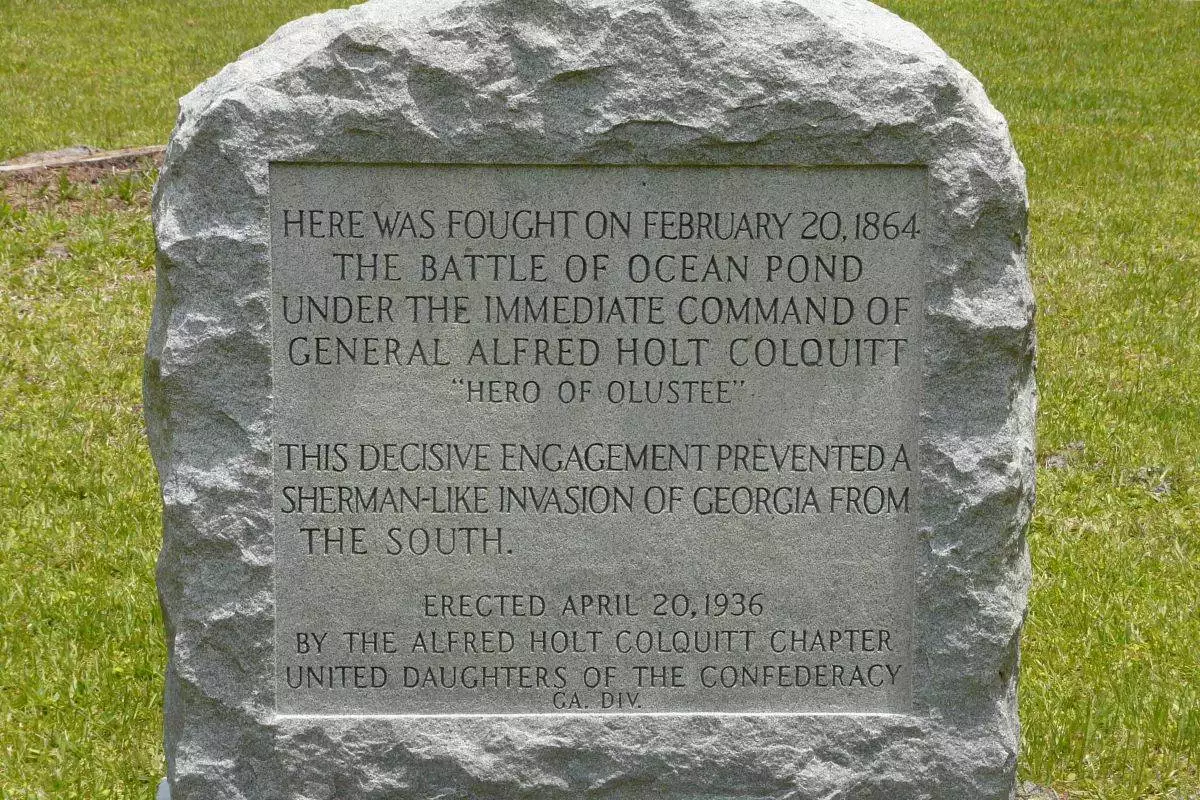 HERE WAS FOUGHT ON FEBRUARY 20, 1864
THE BATTLE OF OCEAN POND
UNDER THE IMMEDIATE COMMAND OF
GENERAL ALFRED HOLT COLQUITT
"HERO OF OLUSTEE"
THIS DECISIVE ENGAGEMENT PREVENTED A
SHERMAN-LIKE INVASION OF GEORGIA FROM
THE SOUTH.
ERECTED APRIL 20, 1936
BY THE ALFRED HOLT COLQUITT CHAPTER
UNITED DAUGHTERS OF THE CONFEDERACY
GA. DIV.